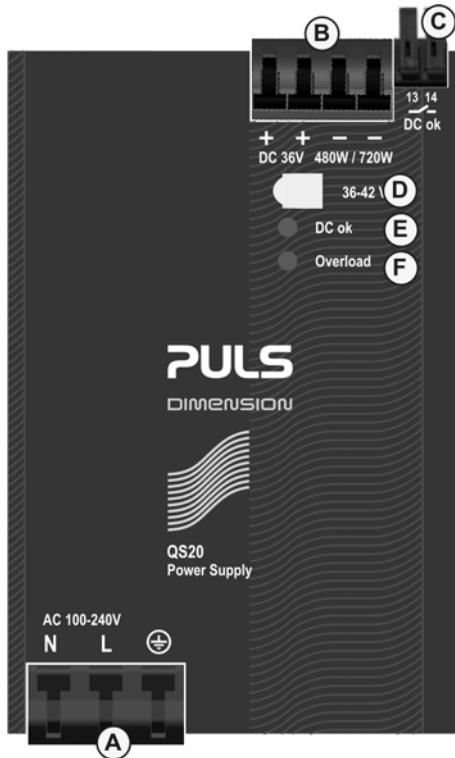 B
C
13 14
DC ok
+ + − −
DC 36V 480W / 720W
36-42 V
D
DC ok
E
Overload
F
PULS
DIMENSION
QS20
Power Supply
AC 100-240V
N L
A